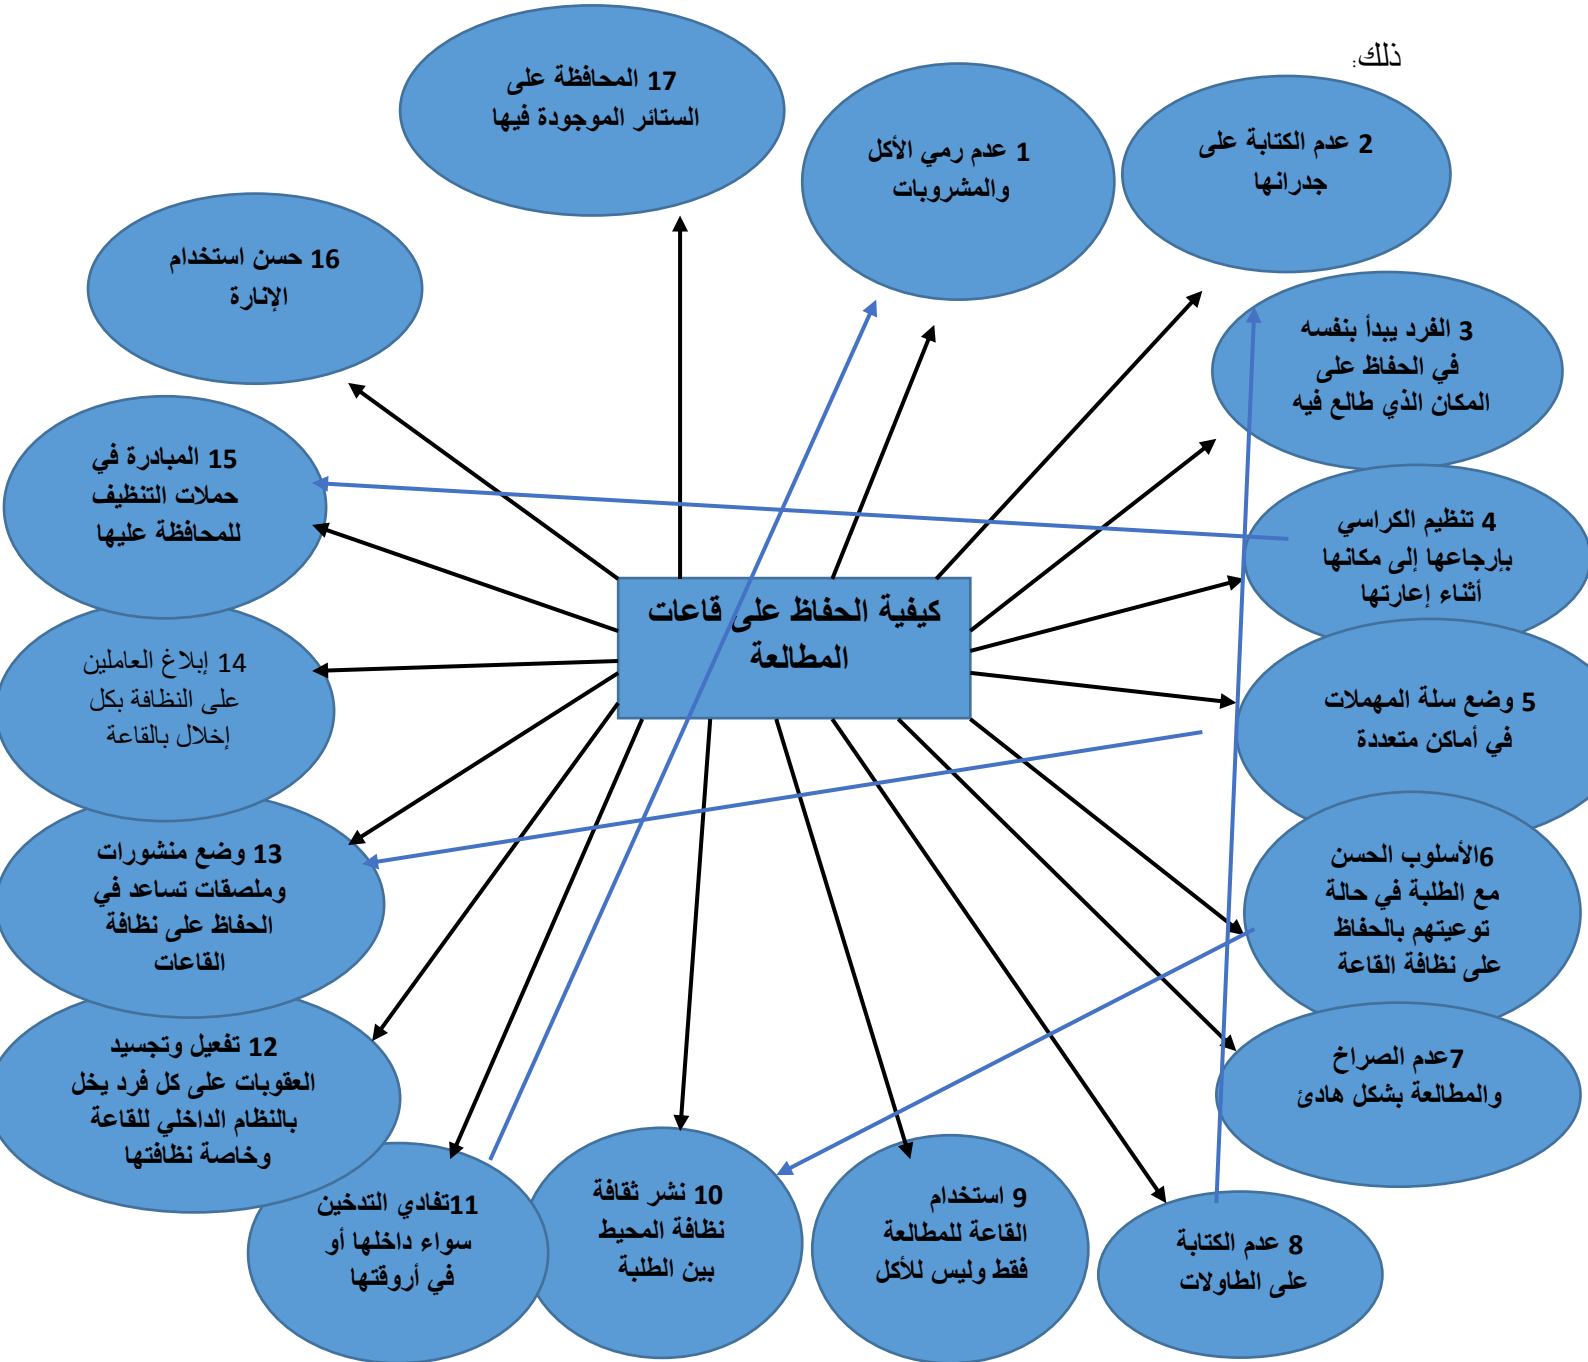 ذلك:
كيفية الحفاظ على قاعات
المطالعة
1 عدم رمي الأكل
والمشروبات
2 عدم الكتابة على
جدرانها
3 الفرد يبدأ بنفسه
في الحفاظ على
المكان الذي طالع فيه
4 تنظيم الكراسي
بإرجاعها إلى مكانها
أثناء إعارتها
5 وضع سلة المهملات
في أماكن متعددة
6الأسلوب الحسن
مع الطلبة في حالة
توعيتهم بالحفاظ
على نظافة القاعة
7عدم الصراخ
والمطالعة بشكل هادئ
8 عدم الكتابة
على الطاولات
9 استخدام
القاعة للمطالعة
فقط وليس للأكل
10 نشر ثقافة
نظافة المحيط
بين الطلبة
11تفادي التدخين
سواء داخلها أو
في أروقتها
12 تفعيل وتجسيد
العقوبات على كل فرد يخل
بالنظام الداخلي للقاعة
وخاصة نظافتها
13 وضع منشورات
وملصقات تساعد في
الحفاظ على نظافة
القاعات
14 إبلاغ العاملين
على النظافة بكل
إخلال بالقاعة
15 المبادرة في
حملات التنظيف
للمحافظة عليها
16 حسن استخدام
الإنارة
17 المحافظة على
الستائر الموجودة فيها